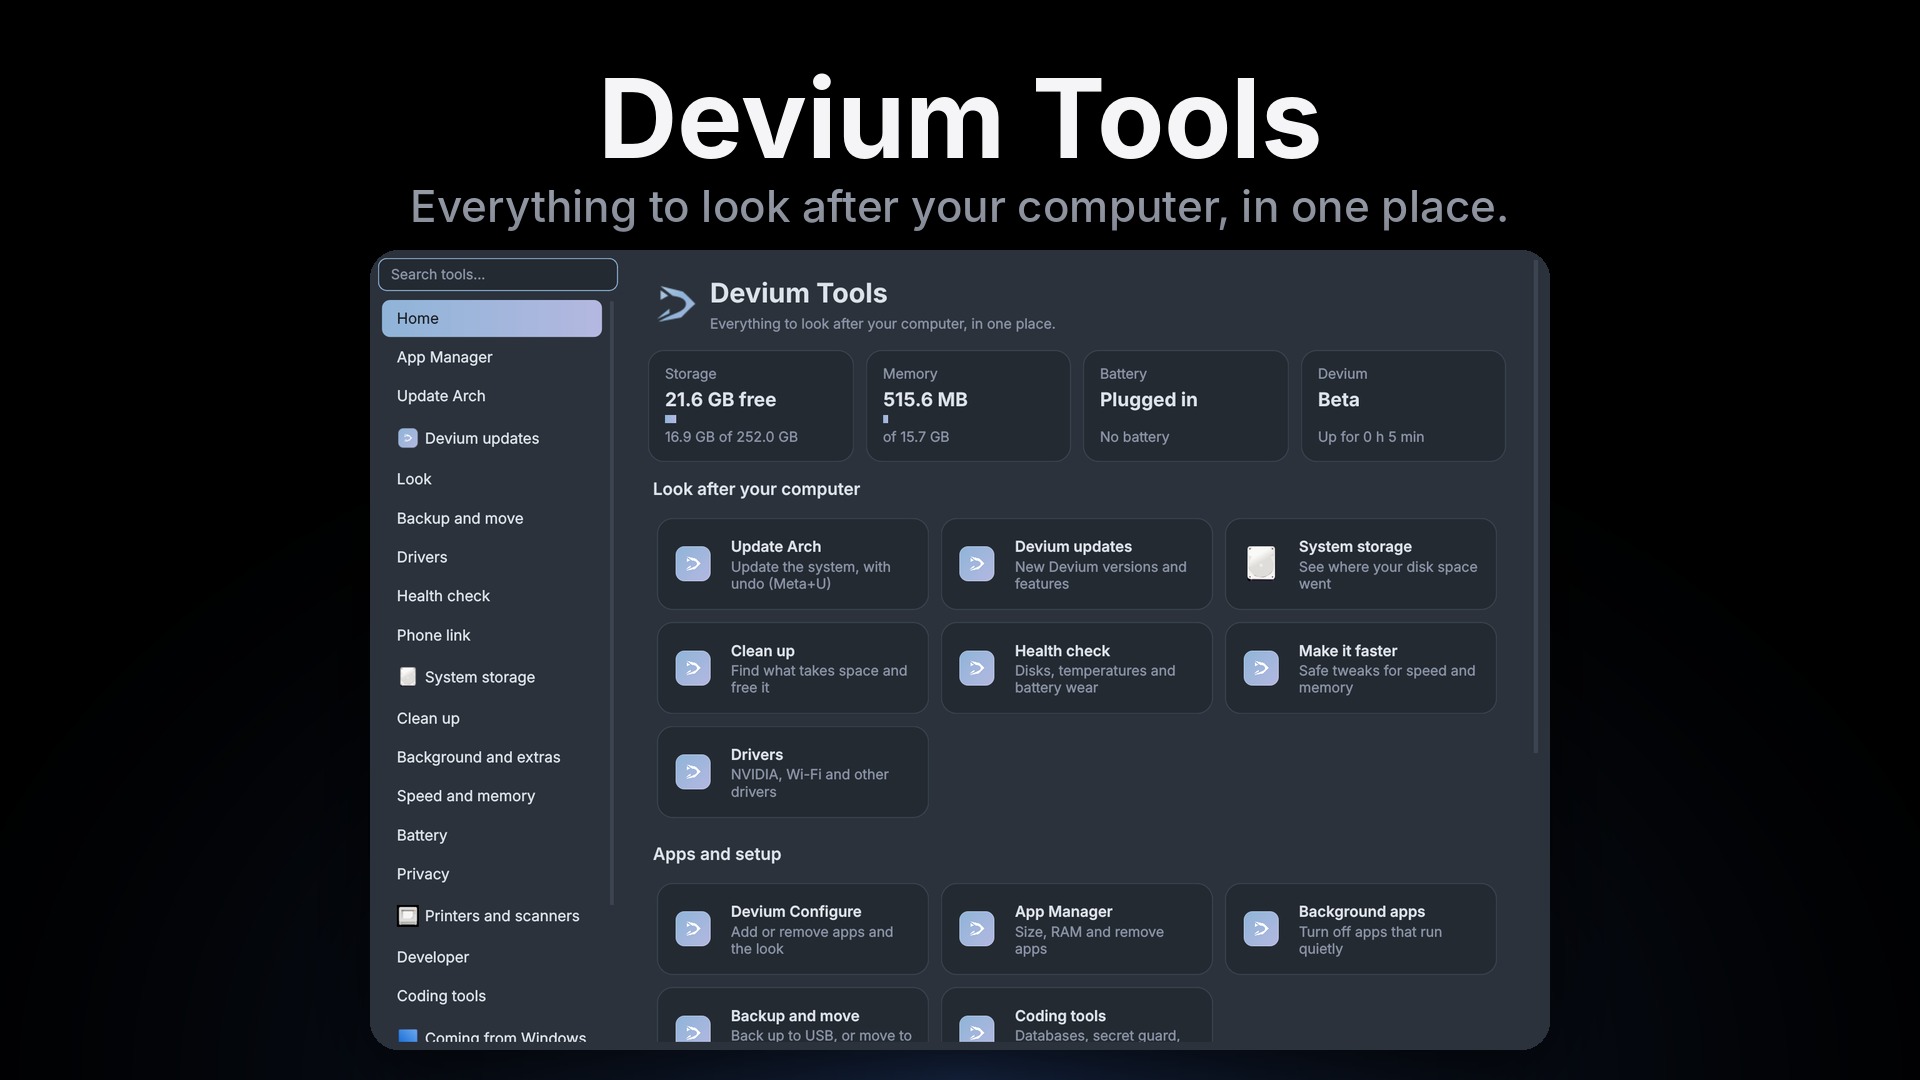 Devium Tools
Everything to look after your computer, in one place.
Search tools...
Home
App Manager
Update Arch
Devium updates
Look
Backup and move
Drivers
Health check
Phone link
System storage
Clean up
Background and extras
Speed and memory
Battery
Privacy
Printers and scanners
Developer
Coding tools
Coming from Windows
Devium Tools
Everything to look after your computer, in one place.
Storage
21.6 GB free
16.9 GB of 252.0 GB
Memory
515.6 MB
of 15.7 GB
Battery
Plugged in
No battery
Devium
Beta
Up for 0 h 5 min
Look after your computer
Update Arch
Update the system, with
undo (Meta+U)
Devium updates
New Devium versions and
features
System storage
See where your disk space
went
Clean up
Find what takes space and
free it
Health check
Disks, temperatures and
battery wear
Make it faster
Safe tweaks for speed and
memory
Drivers
NVIDIA, Wi-Fi and other
drivers
Apps and setup
Devium Configure
Add or remove apps and
the look
App Manager
Size, RAM and remove
apps
Background apps
Turn off apps that run
quietly
Backup and move
Back up to USB, or move to
Coding tools
Databases, secret guard,